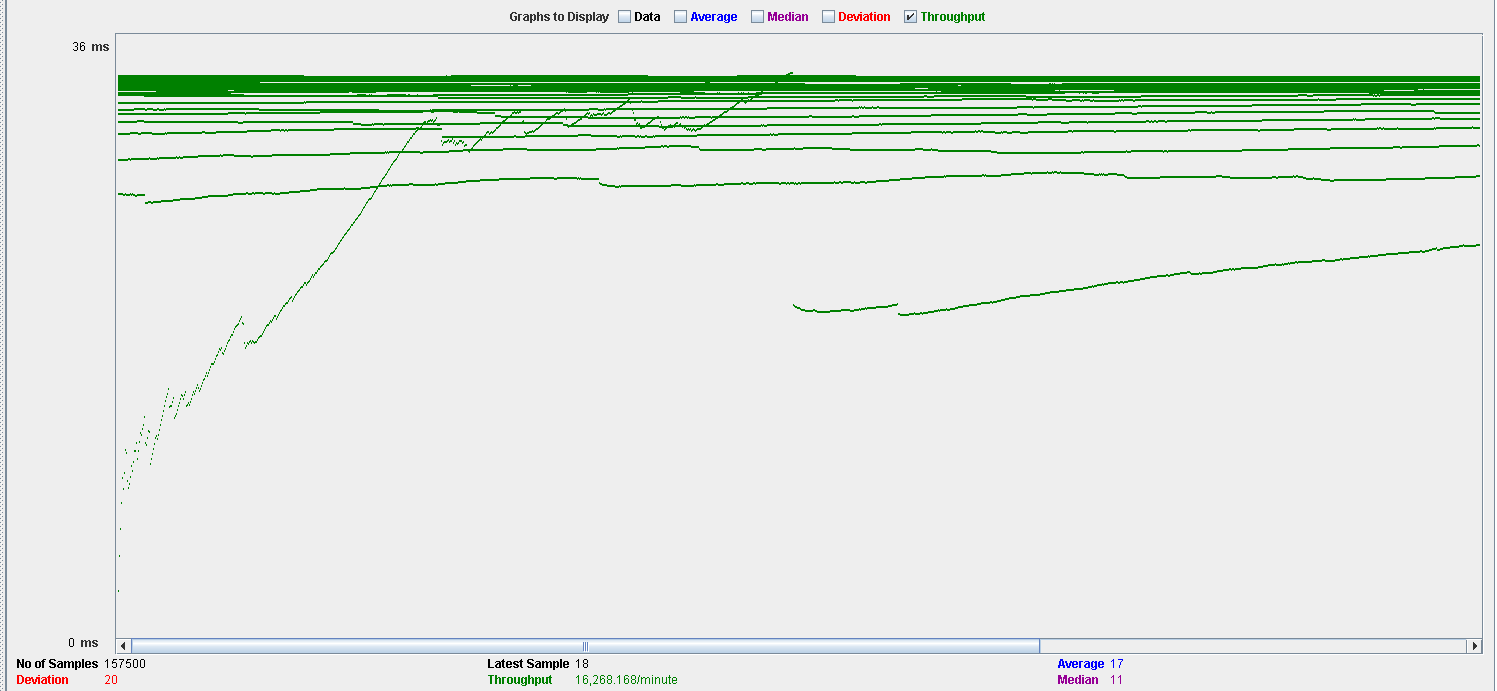 Graphs to Display Data Average Median Deviation Throughput
36 ms
0 ms
No of Samples 157500 Latest Sample 18 Average 17
Deviation 20 Throughput 16,268.168/minute Median 11